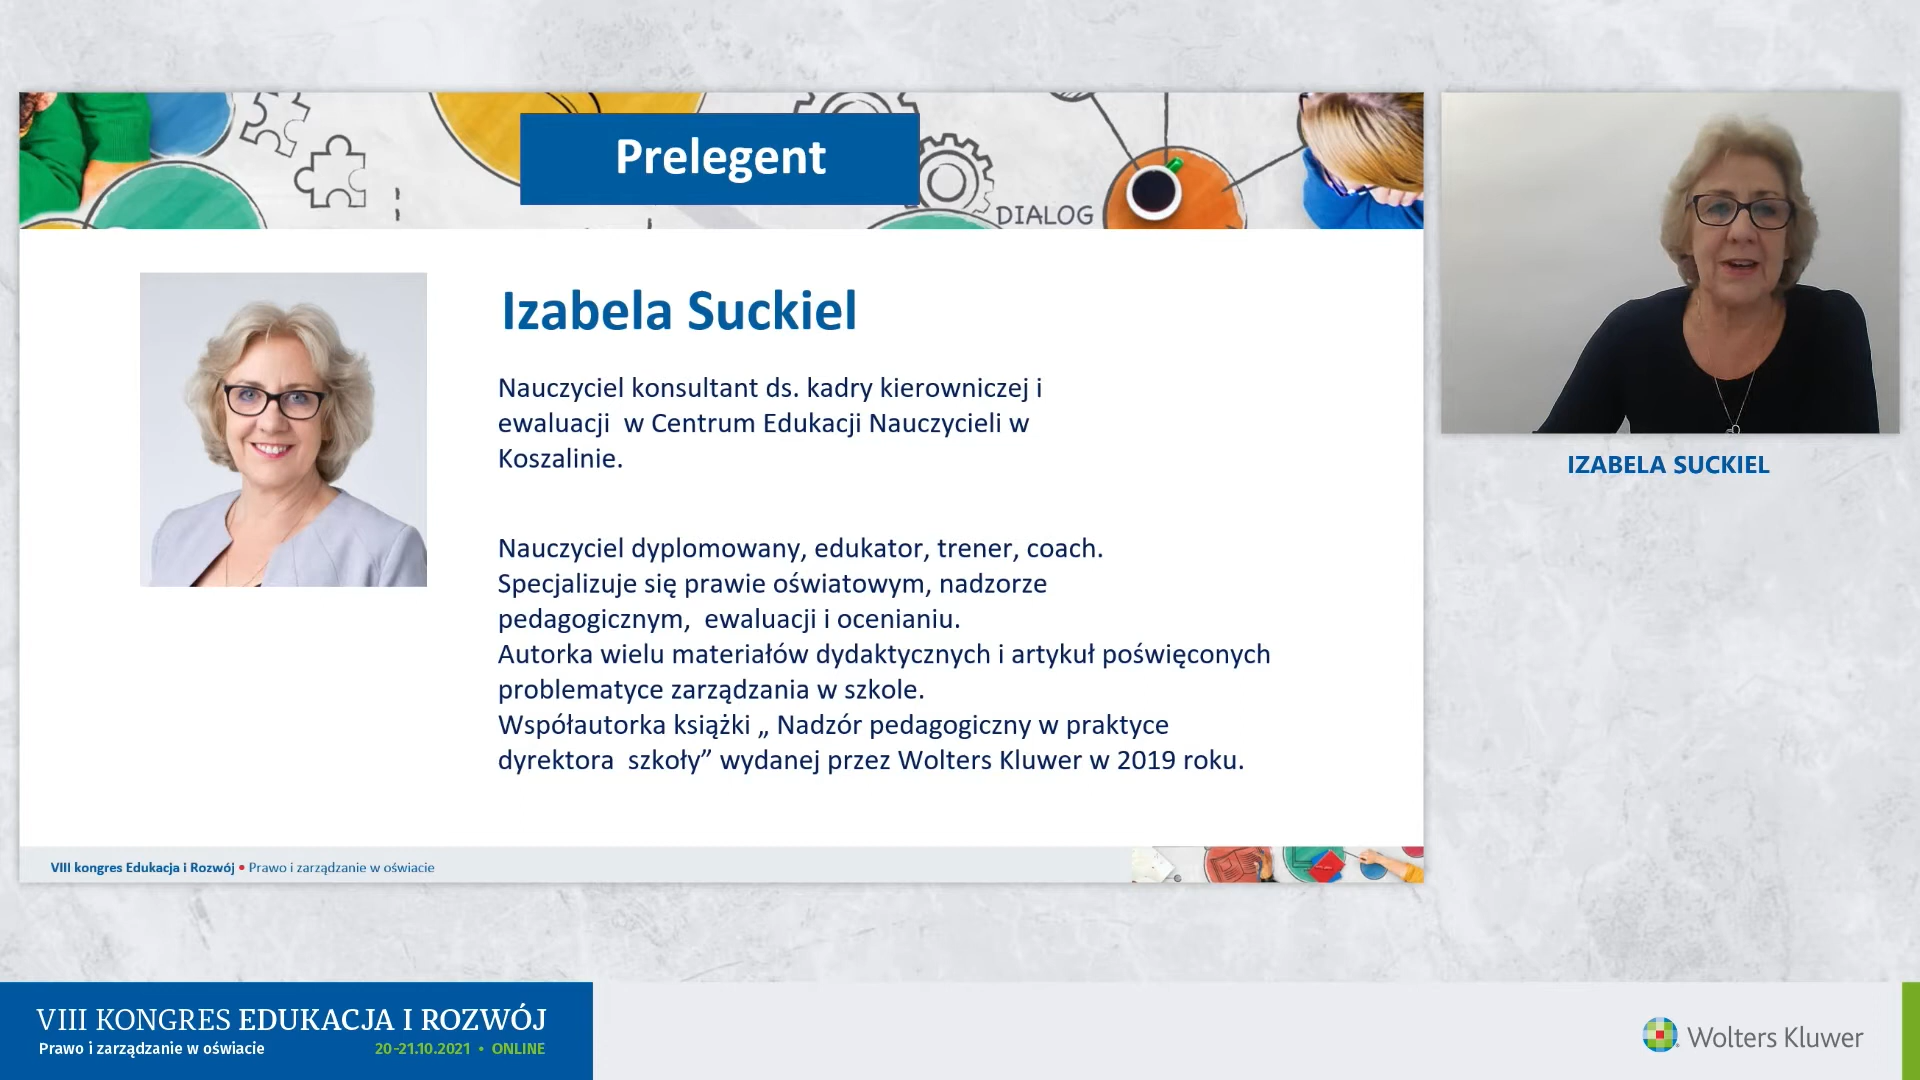 Prelegent
DIALOG
Izabela Suckiel
Nauczyciel konsultant ds. kadry kierowniczej i
ewaluacji  w Centrum Edukacji Nauczycieli w
Koszalinie.
Nauczyciel dyplomowany, edukator, trener, coach.
Specjalizuje się prawie oświatowym, nadzorze
pedagogicznym,  ewaluacji i ocenianiu.
Autorka wielu materiałów dydaktycznych i artykuł poświęconych
problematyce zarządzania w szkole.
Współautorka książki „ Nadzór pedagogiczny w praktyce
dyrektora  szkoły” wydanej przez Wolters Kluwer w 2019 roku.
VIII kongres Edukacja i Rozwój • Prawo i zarządzanie w oświacie
IZABELA SUCKIEL
VIII KONGRES EDUKACJA I ROZWÓJ
Prawo i zarządzanie w oświacie 20-21.10.2021 • ONLINE
Wolters Kluwer